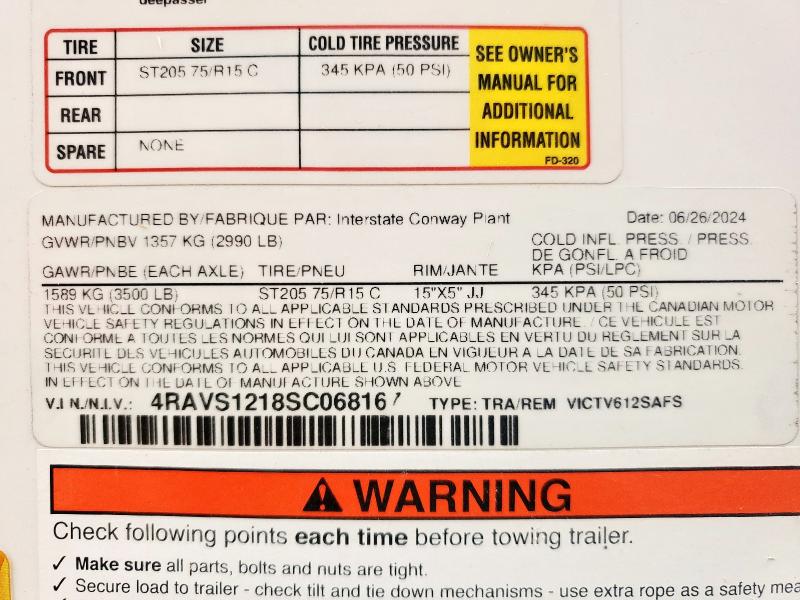 deepasser
TIRE SIZE COLD TIRE PRESSURE
FRONT ST205 75/R15 C 345 KPA (50 PSI)
REAR
SPARE NONE
SEE OWNER'S
MANUAL FOR
ADDITIONAL
INFORMATION
FD-320
MANUFACTURED BY/FABRIQUE PAR: Interstate Conway Plant Date: 06/26/2024
GVWR/PNBV 1357 KG (2990 LB)
COLD INFL. PRESS. / PRESS.
DE GONFL. A FROID
GAWR/PNBE (EACH AXLE) TIRE/PNEU RIM/JANTE KPA (PSI/LPC)
1589 KG (3500 LB) ST205 75/R15 C 15"X5" JJ 345 KPA (50 PSI)
THIS VEHICLE CONFORMS TO ALL APPLICABLE STANDARDS PRESCRIBED UNDER THE CANADIAN MOTOR
VEHICLE SAFETY REGULATIONS IN EFFECT ON THE DATE OF MANUFACTURE. / CE VEHICULE EST
CONFORME A TOUTES LES NORMES QUI LUI SONT APPLICABLES EN VERTU DU REGLEMENT SUR LA
SECURITE DES VEHICULES AUTOMOBILES DU CANADA EN VIGUEUR A LA DATE DE SA FABRICATION.
THIS VEHICLE CONFORMS TO ALL APPLICABLE U.S. FEDERAL MOTOR VEHICLE SAFETY STANDARDS.
IN EFFECT ON THE DATE OF MANUFACTURE SHOWN ABOVE
V.I.N./N.I.V.: 4RAVS1218SC06816 TYPE: TRA/REM VICTV612SAFS
WARNING
Check following points each time before towing trailer.
✓ Make sure all parts, bolts and nuts are tight.
✓ Secure load to trailer - check tilt and tie down mechanisms - use extra rope as a safety